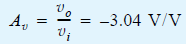 A_v = v_o / v_i = −3.04 V/V